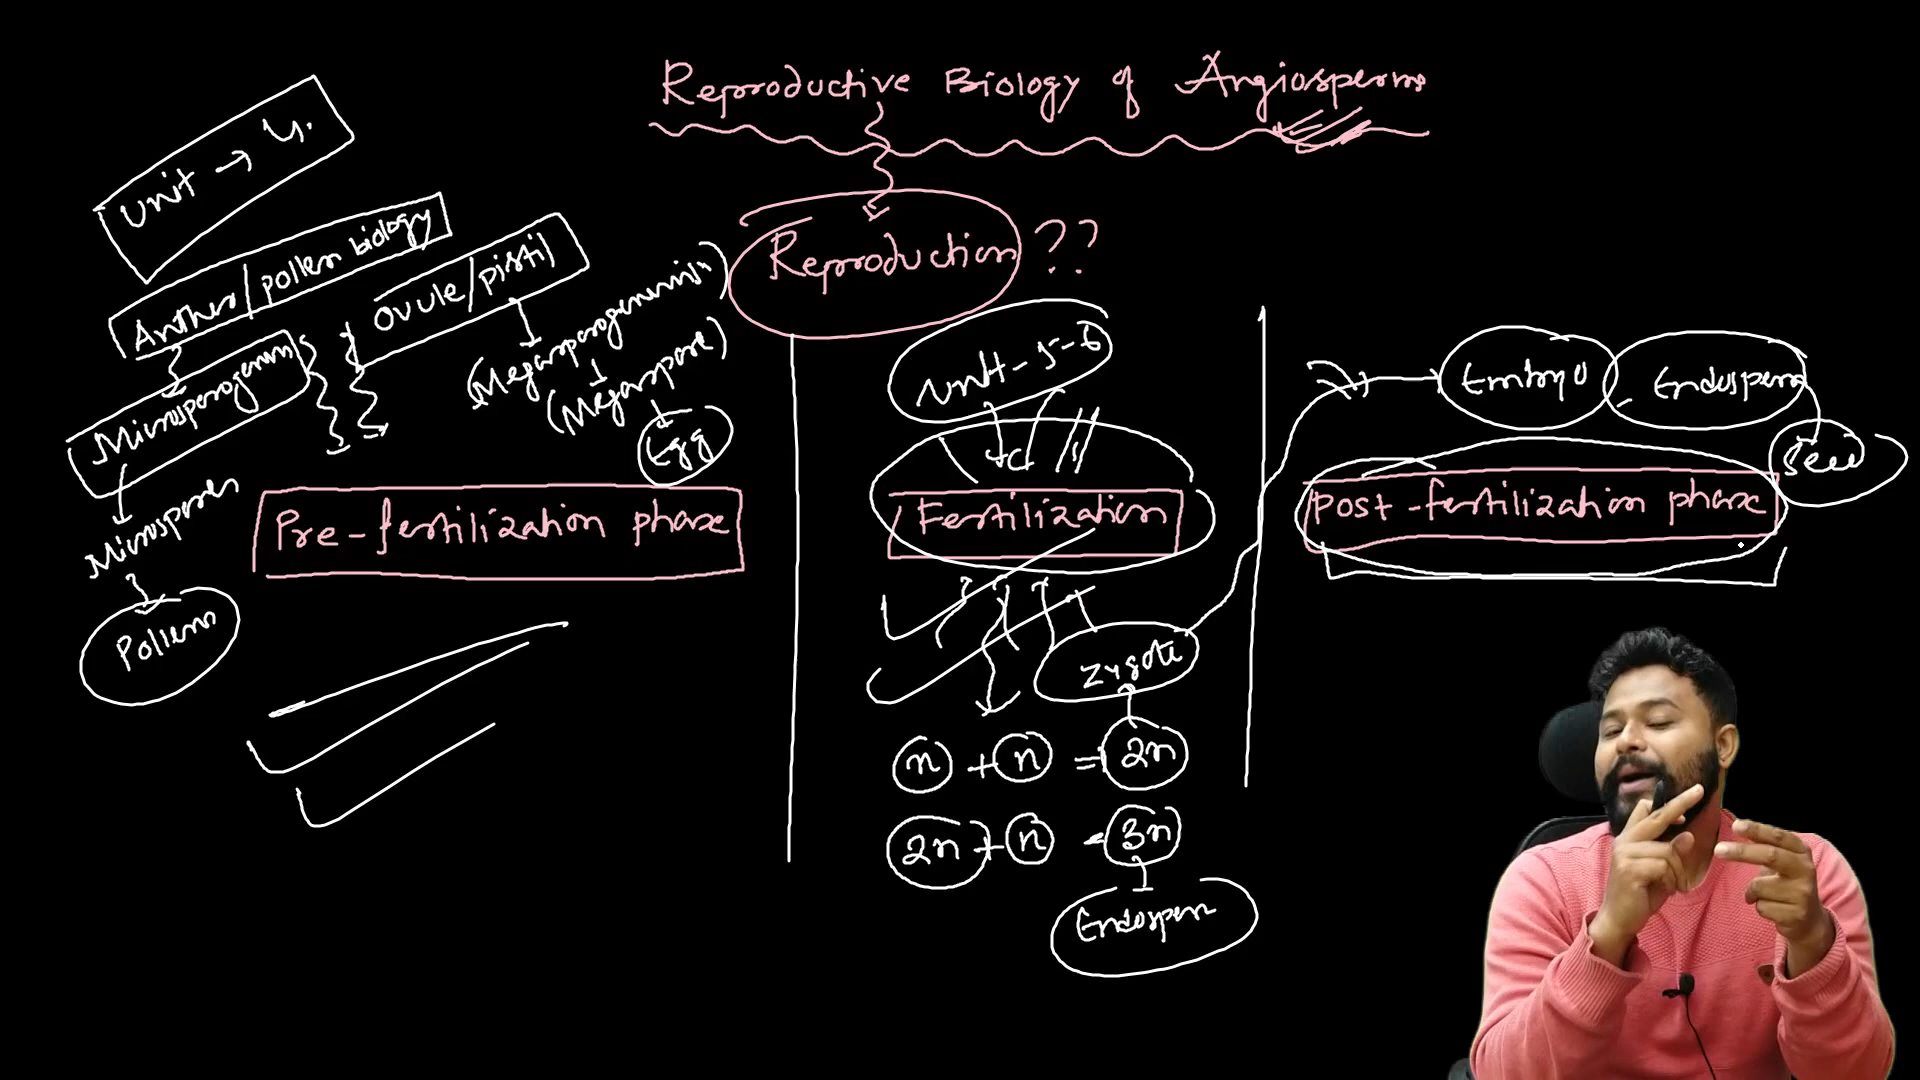 Reproductive Biology of Angiosperms
Unit → 4.
Reproduction ??
Anther/pollen biology
Ovule/pistil
Microsporogenesis
Microspores
Pollen
(Megasporogenesis)
(Megaspore)
Egg
Pre-fertilization phase
Unit-5-6
Fertilization
Zygote
n + n = 2n
2n + n = 3n
Endosperm
Embryo
Endosperm
Seed
Post-fertilization phase